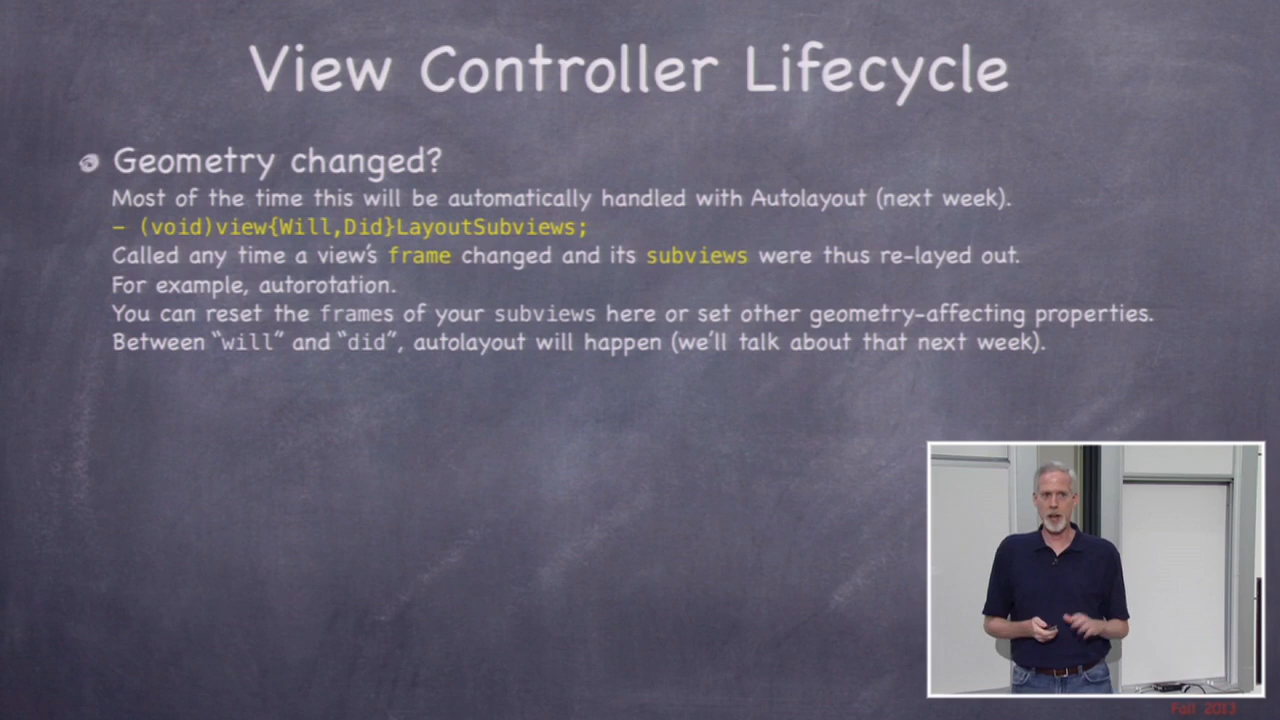 View Controller Lifecycle
Geometry changed?
Most of the time this will be automatically handled with Autolayout (next week).
- (void)view{Will,Did}LayoutSubviews;
Called any time a view's frame changed and its subviews were thus re-layed out.
For example, autorotation.
You can reset the frames of your subviews here or set other geometry-affecting properties.
Between “will” and “did”, autolayout will happen (we'll talk about that next week).
Fall 2013